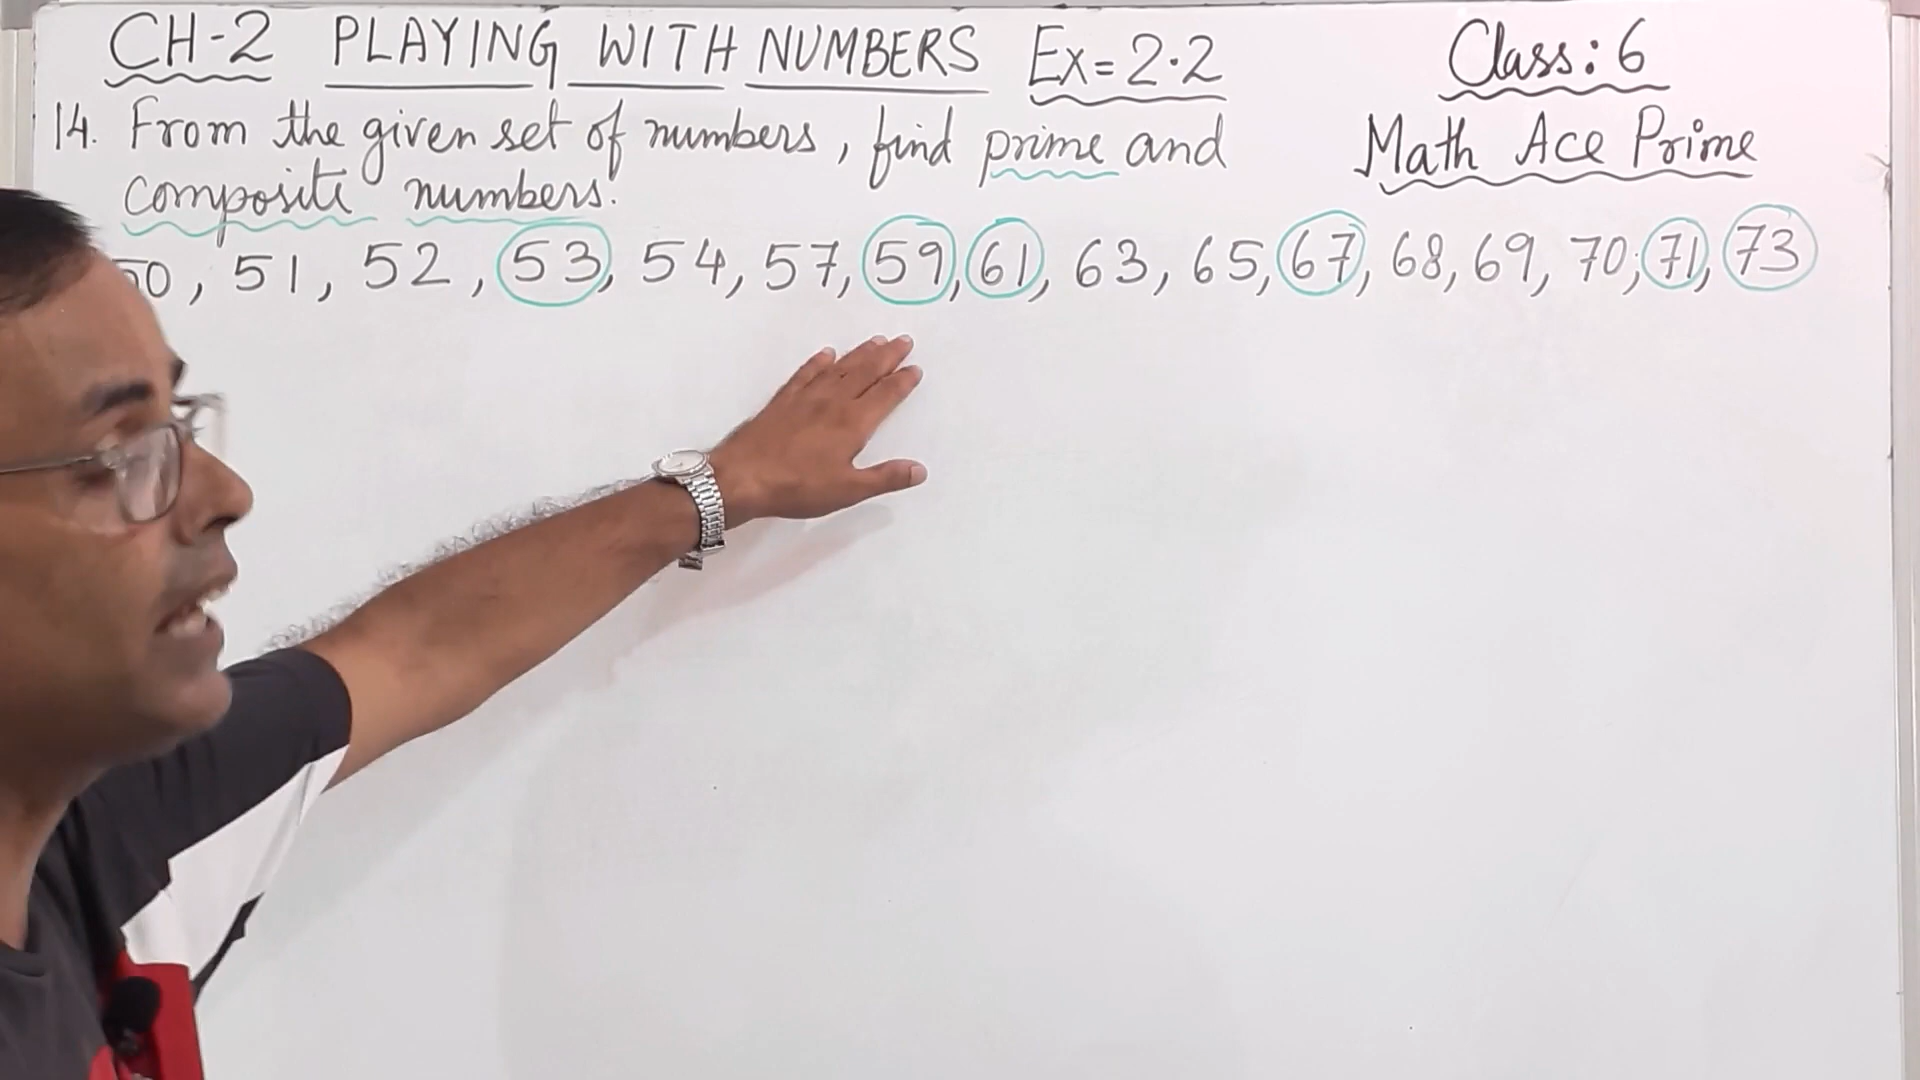 CH-2 PLAYING WITH NUMBERS Ex=2.2 Class: 6
14. From the given set of numbers, find prime and Math Ace Prime
composite numbers.
50, 51, 52, 53, 54, 57, 59, 61, 63, 65, 67, 68, 69, 70, 71, 73